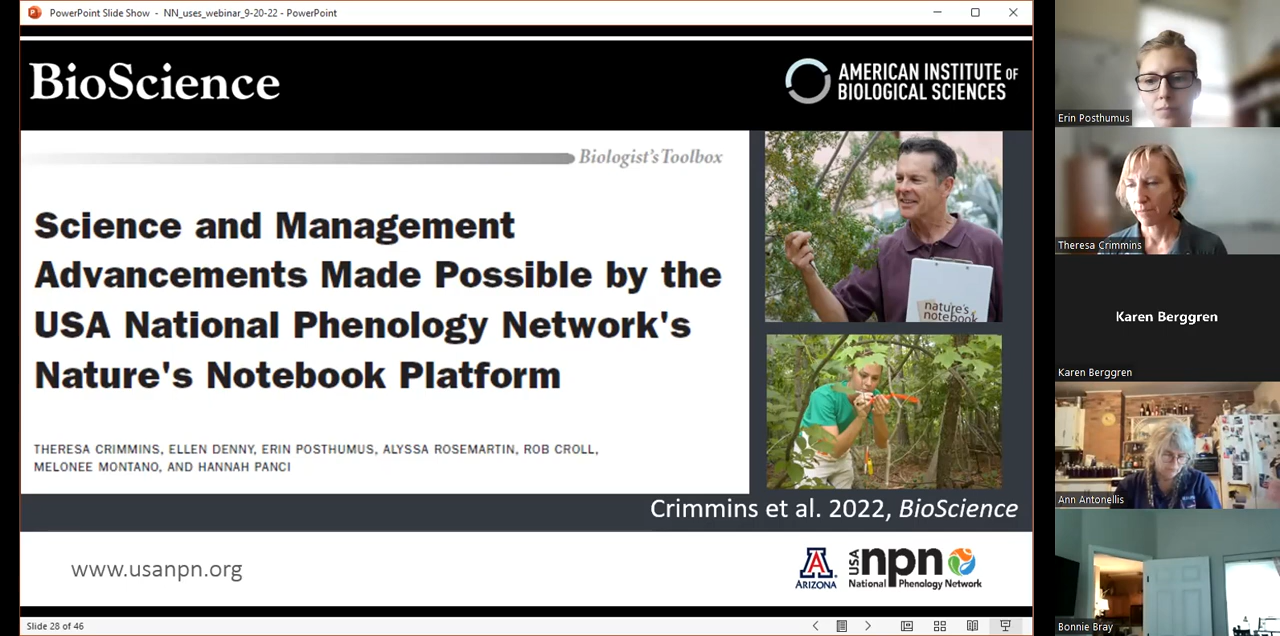 PowerPoint Slide Show - NN_uses_webinar_9-20-22 - PowerPoint
BioScience
AMERICAN INSTITUTE OF
BIOLOGICAL SCIENCES
Biologist's Toolbox
Science and Management
Advancements Made Possible by the
USA National Phenology Network's
Nature's Notebook Platform
THERESA CRIMMINS, ELLEN DENNY, ERIN POSTHUMUS, ALYSSA ROSEMARTIN, ROB CROLL,
MELONEE MONTANO, AND HANNAH PANCI
nature's
notebook
Crimmins et al. 2022, BioScience
www.usanpn.org
A
ARIZONA
USA
npn
National Phenology Network
Slide 28 of 46
Erin Posthumus
Theresa Crimmins
Karen Berggren
Karen Berggren
Ann Antonellis
Bonnie Bray